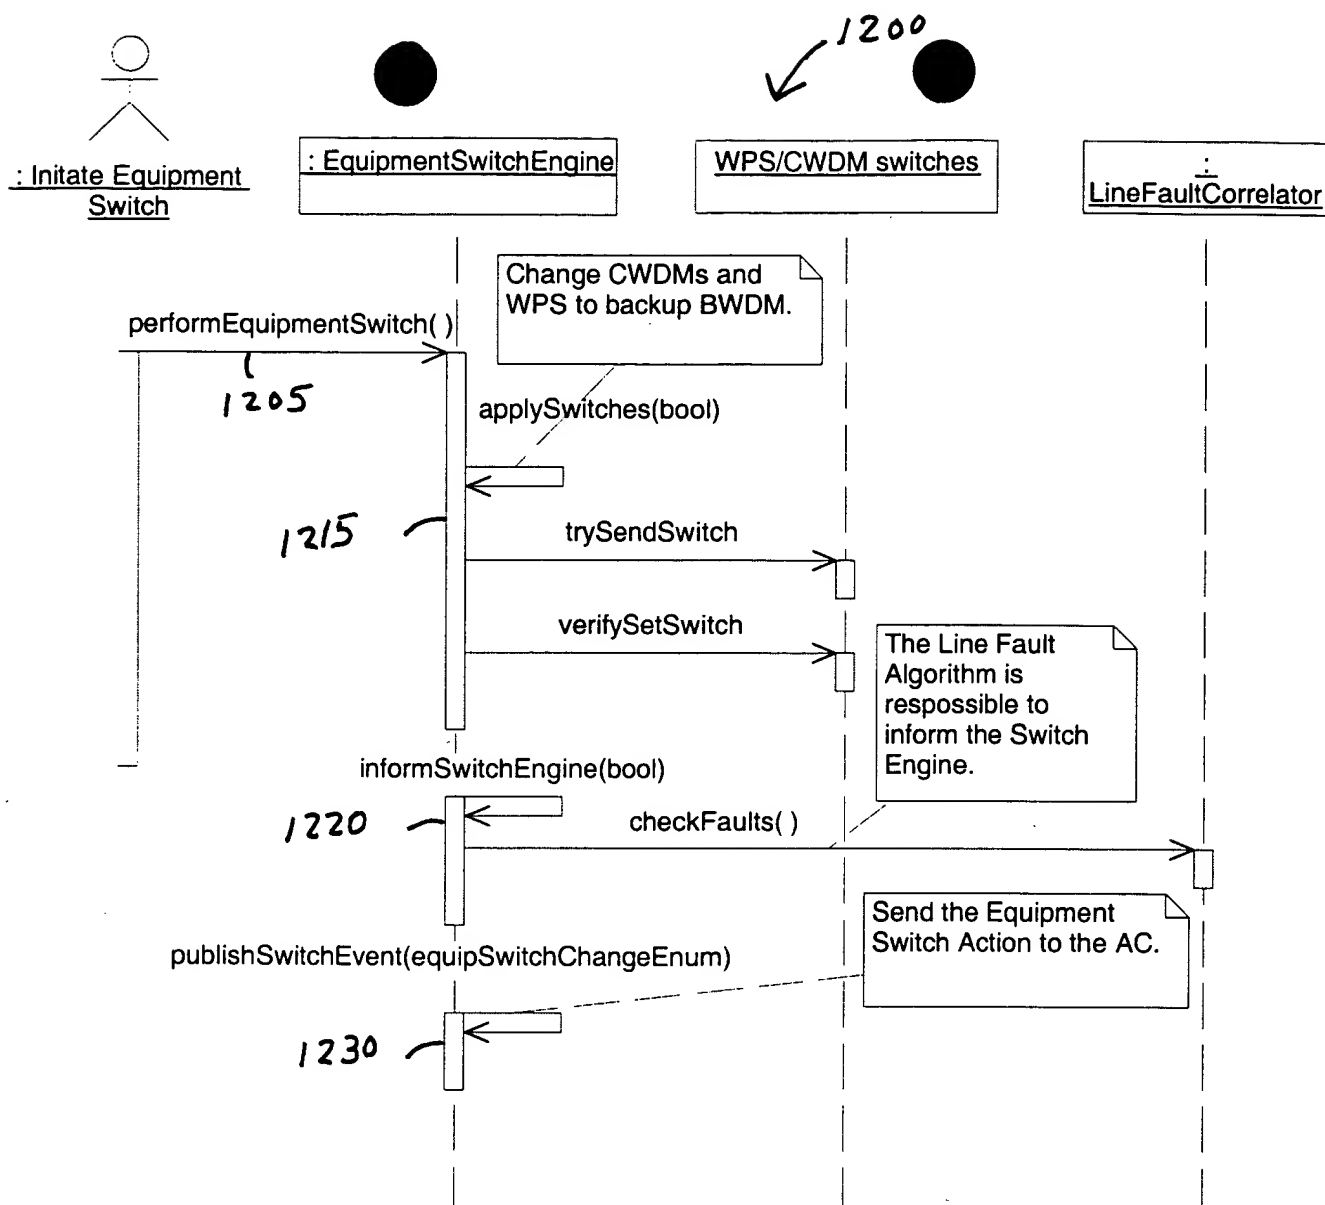 1200
: Initate Equipment
Switch
: EquipmentSwitchEngine
WPS/CWDM switches
:
LineFaultCorrelator
Change CWDMs and
WPS to backup BWDM.
performEquipmentSwitch( )
1205
applySwitches(bool)
1215
trySendSwitch
verifySetSwitch
The Line Fault
Algorithm is
respossible to
inform the Switch
Engine.
informSwitchEngine(bool)
1220
checkFaults( )
Send the Equipment
Switch Action to the AC.
publishSwitchEvent(equipSwitchChangeEnum)
1230